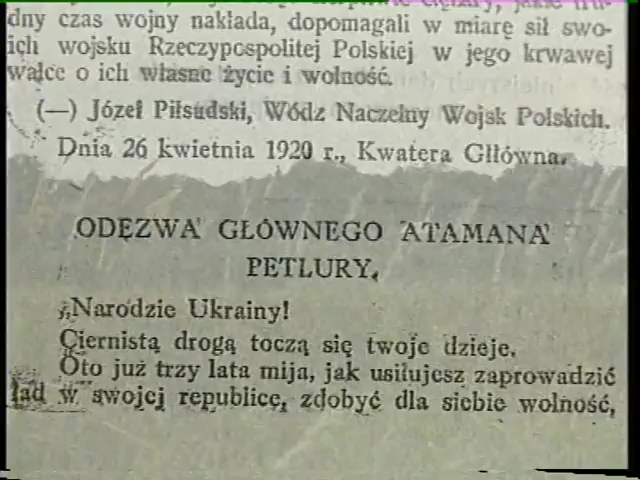 dny czas wojny nakłada, dopomagali w miarę sił swo-
ich wojsku Rzeczypospolitej Polskiej w jego krwawej
walce o ich własne życie i wolność.
(—) Józef Piłsudski, Wódz Naczelny Wojsk Polskich.
Dnia 26 kwietnia 1920 r., Kwatera Głłówna.
ODEZWA GŁÓWNEGO ATAMANA
PETLURY.
„Narodzie Ukrainy!
Ciernistą drogą toczą się twoje dzieje.
Oto już trzy lata mija, jak usiłujesz zaprowadzić
ład w swojej republice, zdobyć dla siebie wolność,